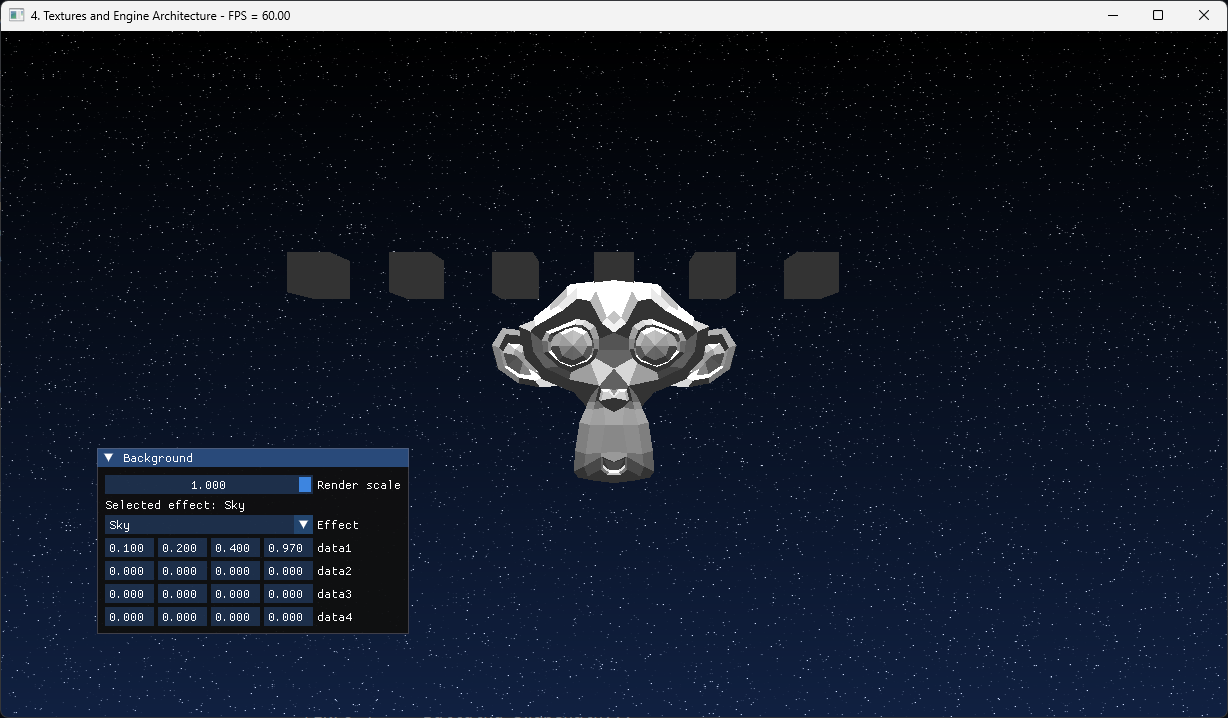 4. Textures and Engine Architecture - FPS = 60.00
Background
1.000 Render scale
Selected effect: Sky
Sky Effect
0.100 0.200 0.400 0.970 data1
0.000 0.000 0.000 0.000 data2
0.000 0.000 0.000 0.000 data3
0.000 0.000 0.000 0.000 data4